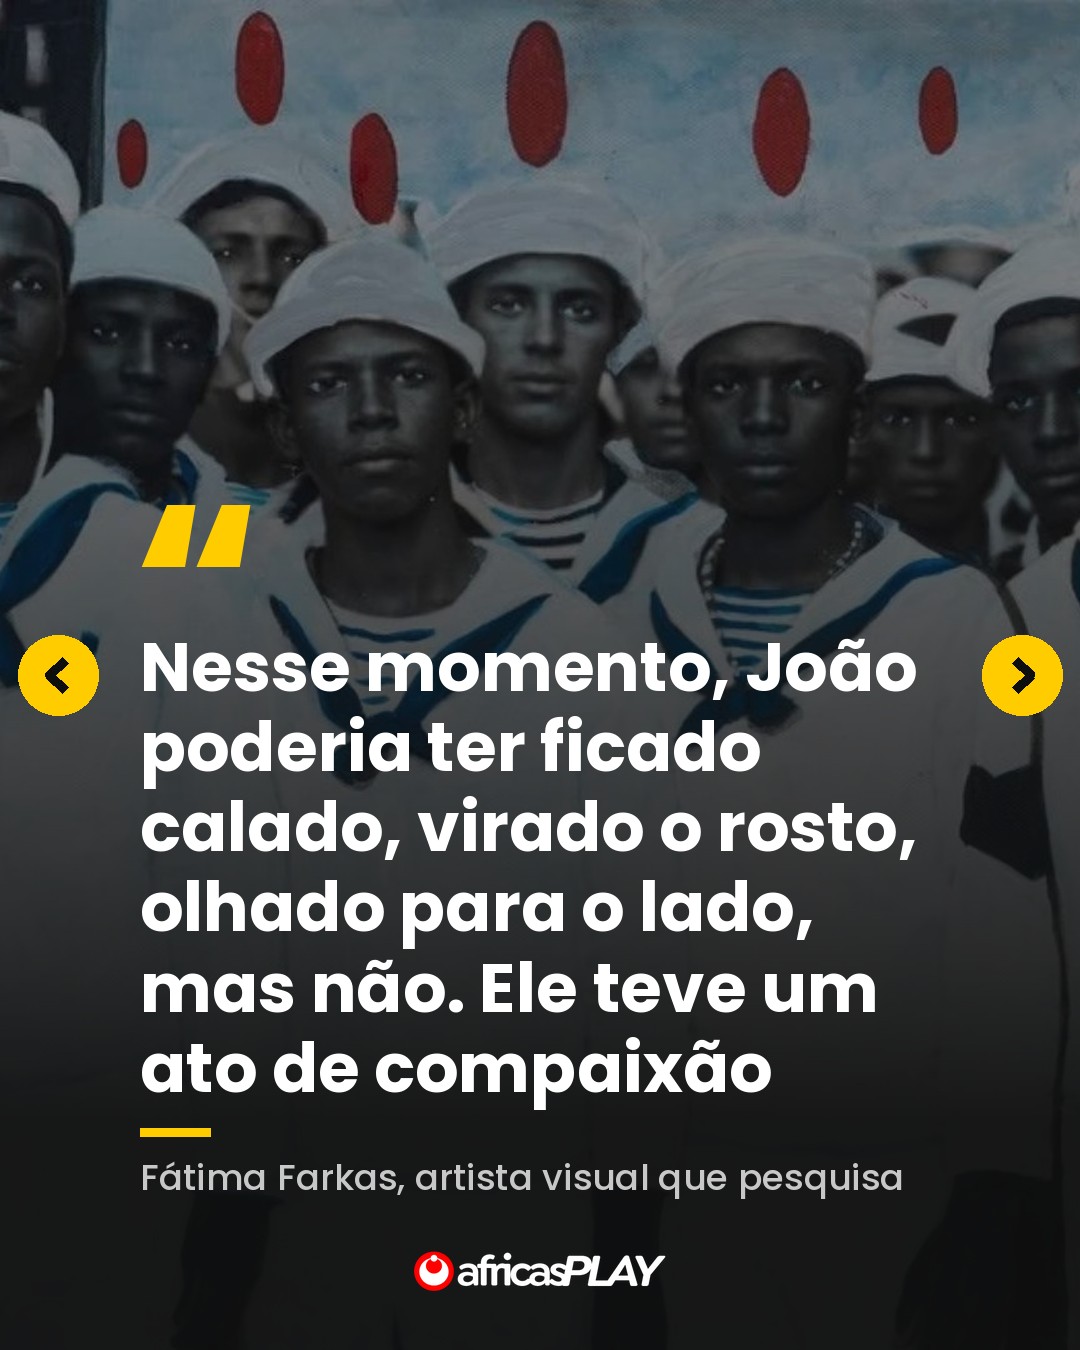 Nesse momento, João
poderia ter ficado
calado, virado o rosto,
olhado para o lado,
mas não. Ele teve um
ato de compaixão
Fátima Farkas, artista visual que pesquisa
africasPLAY